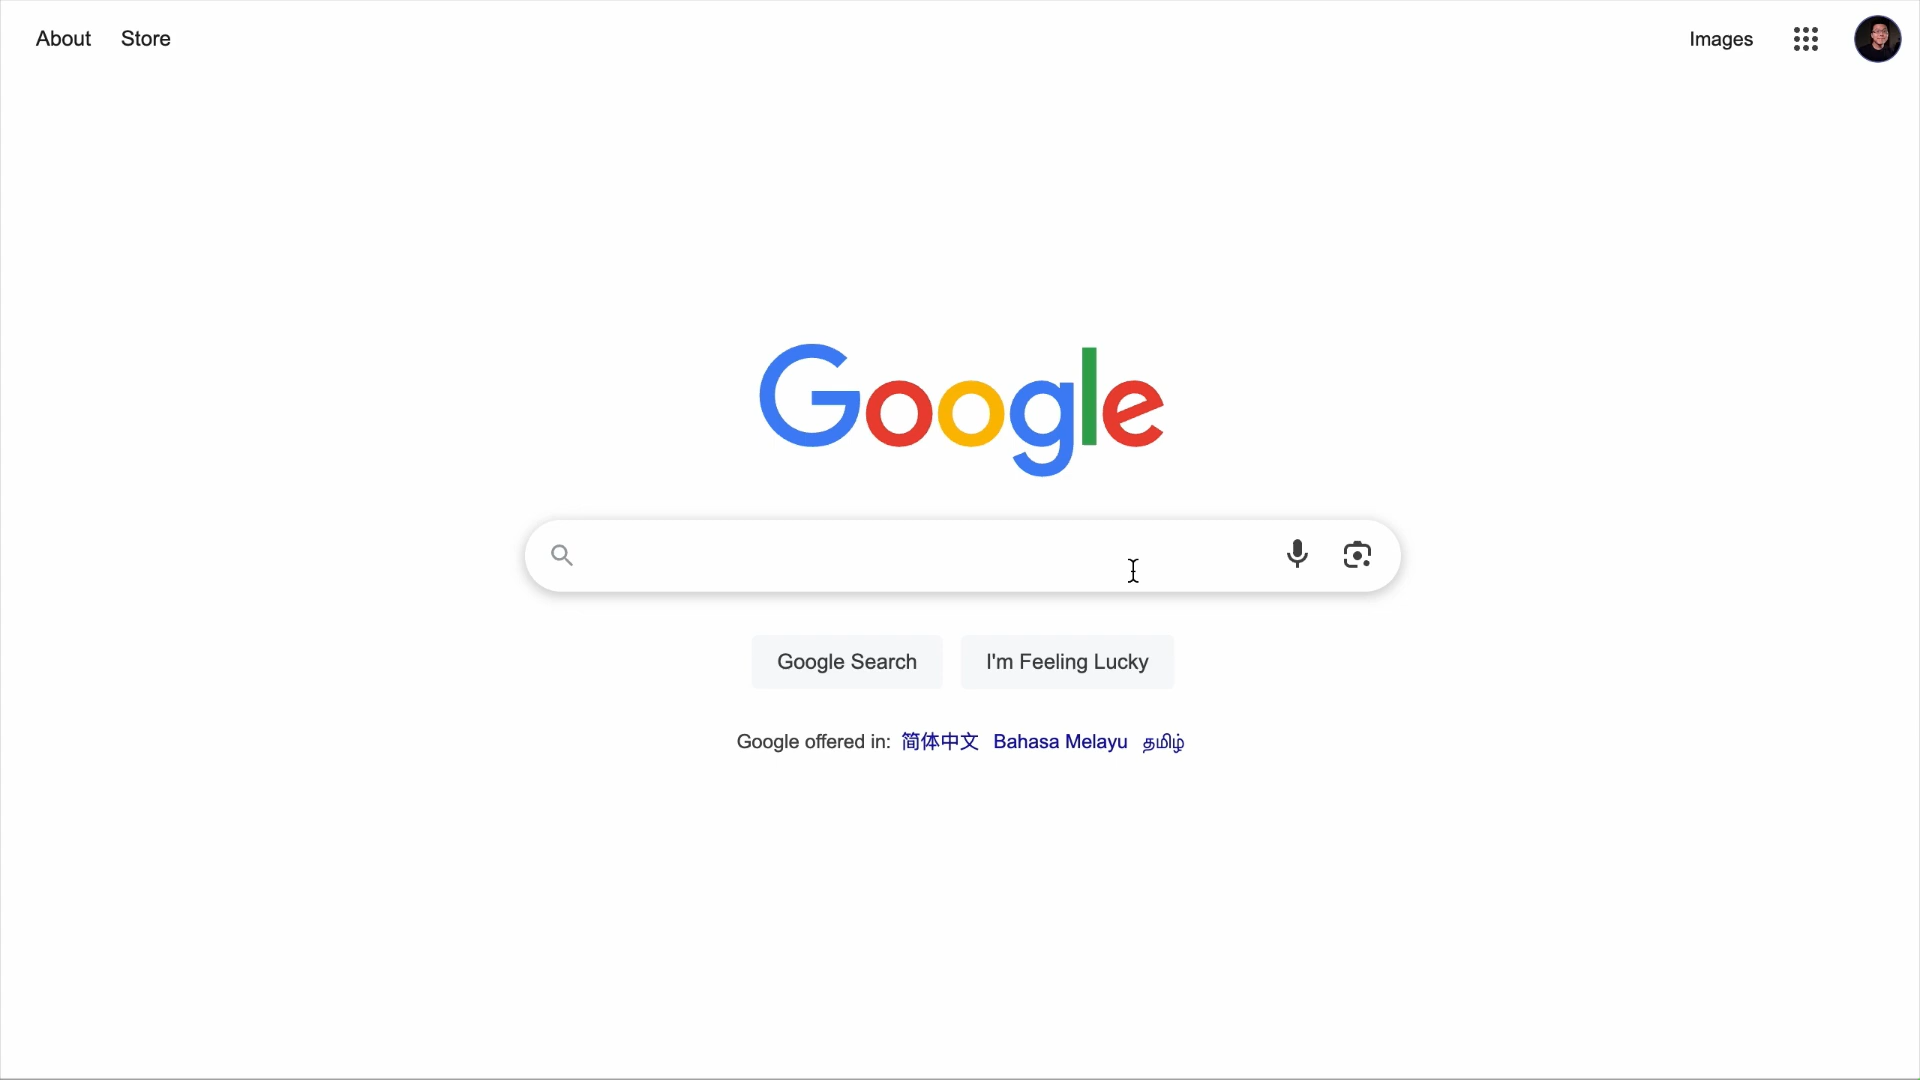 About Store Images
Google
Google Search I'm Feeling Lucky
Google offered in: 简体中文 Bahasa Melayu தமிழ்